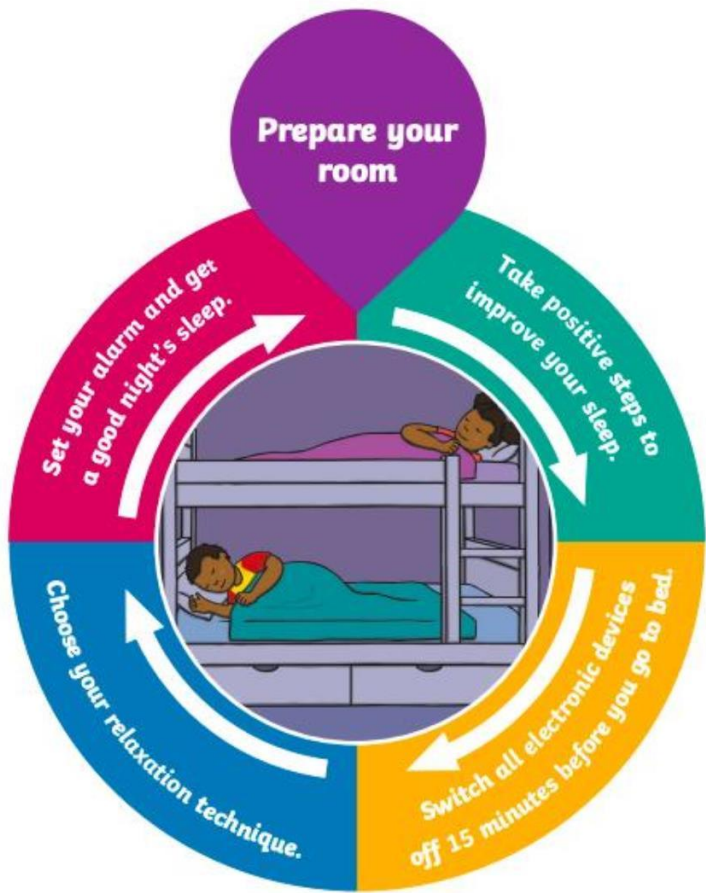 Prepare your
room
Take positive steps to
improve your sleep.
Switch all electronic devices
off 15 minutes before you go to bed.
Choose your relaxation technique.
Set your alarm and get
a good night's sleep.